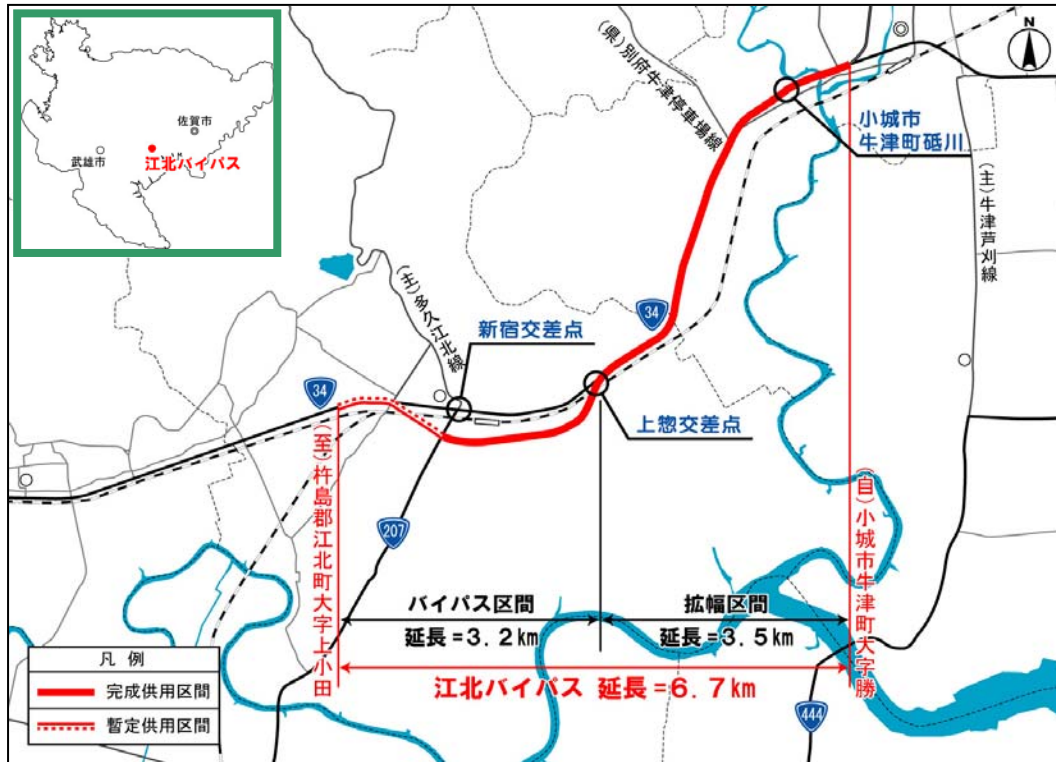 佐賀市
武雄市
江北バイパス
N
(県)別府牛津停車場線
小城市
牛津町砥川
(主)牛津芦刈線
(主)多久江北線
新宿交差点
34
34
上惣交差点
207
(至)杵島郡江北町大字上小田
(自)小城市牛津町大字勝
バイパス区間
延長=3.2km
拡幅区間
延長=3.5km
江北バイパス 延長=6.7km
444
凡 例
完成供用区間
暫定供用区間